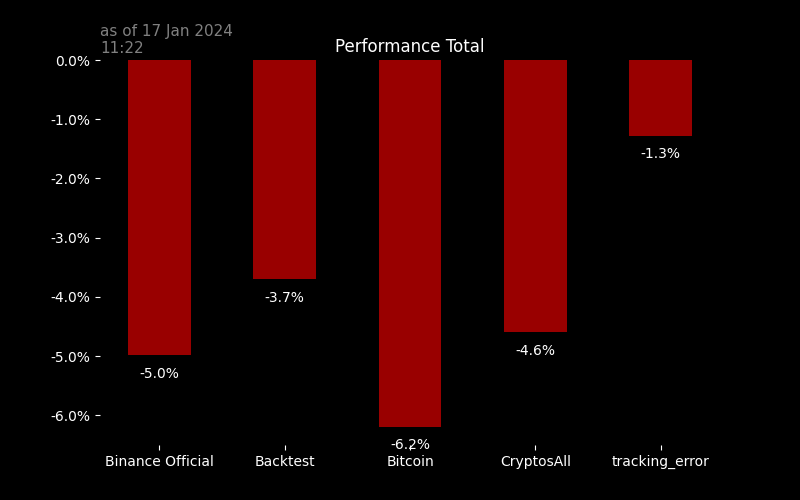 as of 17 Jan 2024
11:22
Performance Total
0.0%
-1.0%
-2.0%
-3.0%
-4.0%
-5.0%
-6.0%
-5.0%
-3.7%
-6.2%
-4.6%
-1.3%
Binance Official
Backtest
Bitcoin
CryptosAll
tracking_error